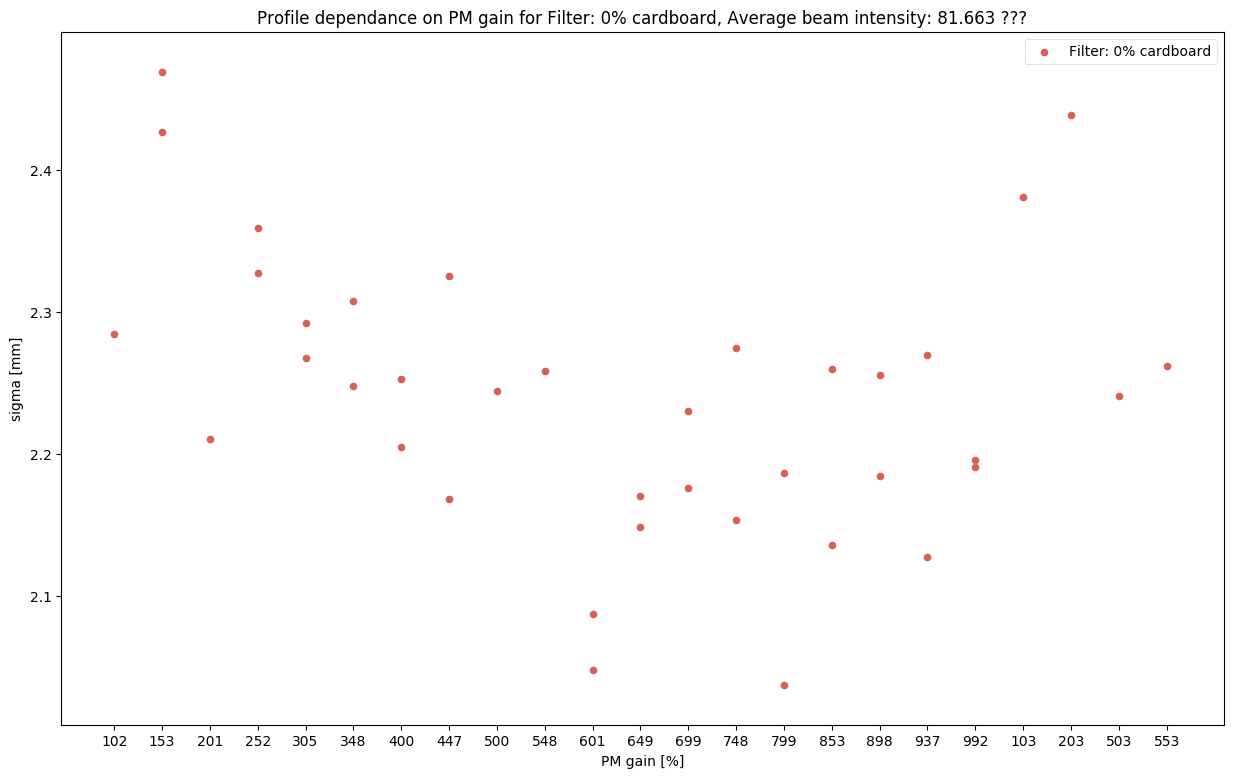 Profile dependance on PM gain for Filter: 0% cardboard, Average beam intensity: 81.663 ???
Filter: 0% cardboard
sigma [mm]
2.4
2.3
2.2
2.1
102 153 201 252 305 348 400 447 500 548 601 649 699 748 799 853 898 937 992 103 203 503 553
PM gain [%]